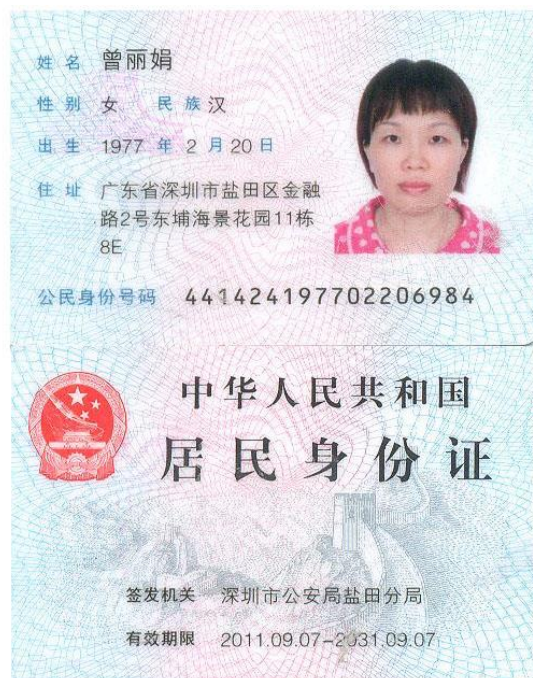 姓名 曾丽娟
性别 女 民族 汉
出生 1977 年 2 月 20 日
住址 广东省深圳市盐田区金融
路2号东埔海景花园11栋
8E
公民身份号码 441424197702206984
中华人民共和国
居民身份证
签发机关 深圳市公安局盐田分局
有效期限 2011.09.07-2031.09.07